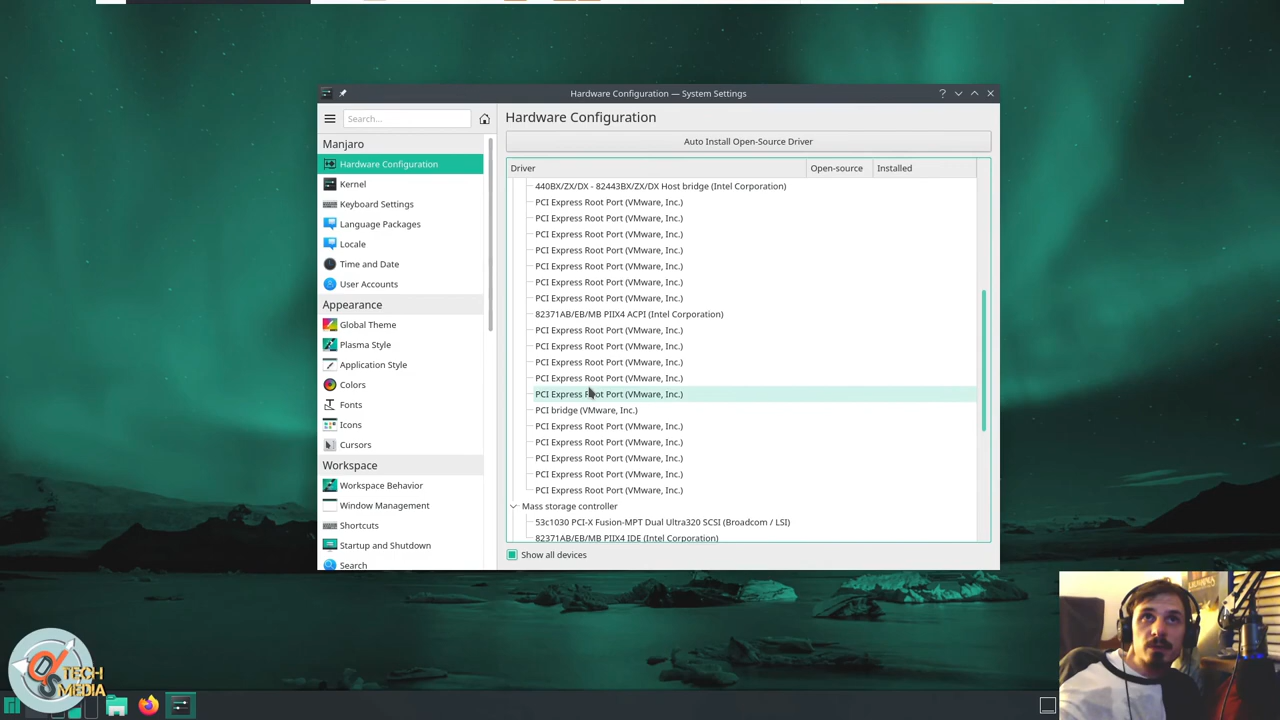 Hardware Configuration — System Settings
Search...
Manjaro
Hardware Configuration
Kernel
Keyboard Settings
Language Packages
Locale
Time and Date
User Accounts
Appearance
Global Theme
Plasma Style
Application Style
Colors
Fonts
Icons
Cursors
Workspace
Workspace Behavior
Window Management
Shortcuts
Startup and Shutdown
Search
Hardware Configuration
Auto Install Open-Source Driver
Driver Open-source Installed
440BX/ZX/DX - 82443BX/ZX/DX Host bridge (Intel Corporation)
PCI Express Root Port (VMware, Inc.)
PCI Express Root Port (VMware, Inc.)
PCI Express Root Port (VMware, Inc.)
PCI Express Root Port (VMware, Inc.)
PCI Express Root Port (VMware, Inc.)
PCI Express Root Port (VMware, Inc.)
PCI Express Root Port (VMware, Inc.)
82371AB/EB/MB PIIX4 ACPI (Intel Corporation)
PCI Express Root Port (VMware, Inc.)
PCI Express Root Port (VMware, Inc.)
PCI Express Root Port (VMware, Inc.)
PCI Express Root Port (VMware, Inc.)
PCI Express Root Port (VMware, Inc.)
PCI bridge (VMware, Inc.)
PCI Express Root Port (VMware, Inc.)
PCI Express Root Port (VMware, Inc.)
PCI Express Root Port (VMware, Inc.)
PCI Express Root Port (VMware, Inc.)
PCI Express Root Port (VMware, Inc.)
Mass storage controller
53c1030 PCI-X Fusion-MPT Dual Ultra320 SCSI (Broadcom / LSI)
82371AB/EB/MB PIIX4 IDE (Intel Corporation)
Show all devices
TECH
MEDIA